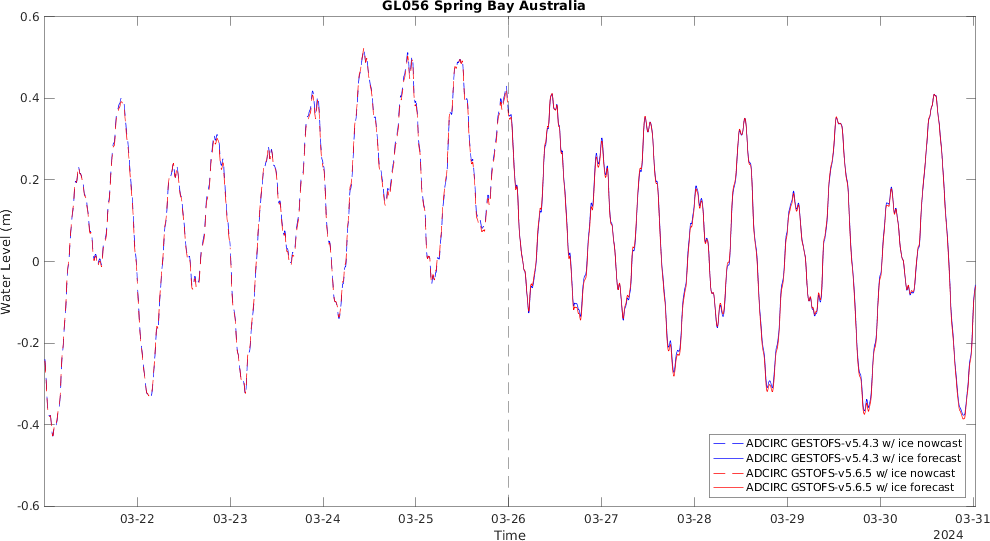 GL056 Spring Bay Australia
0.6
0.4
0.2
0
-0.2
-0.4
-0.6
Water Level (m)
03-22
03-23
03-24
03-25
03-26
03-27
03-28
03-29
03-30
03-31
Time
2024
ADCIRC GESTOFS-v5.4.3 w/ ice nowcast
ADCIRC GESTOFS-v5.4.3 w/ ice forecast
ADCIRC GSTOFS-v5.6.5 w/ ice nowcast
ADCIRC GSTOFS-v5.6.5 w/ ice forecast